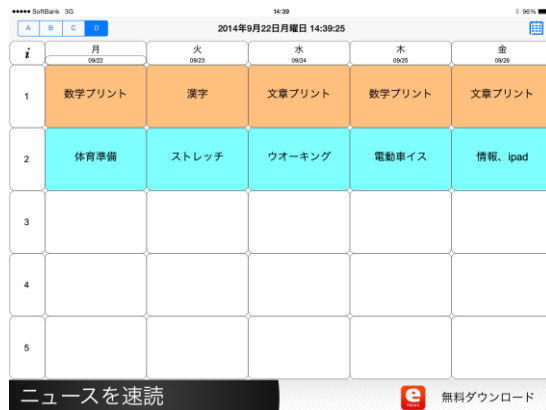 SoftBank 3G 14:39 96%
A B C D 2014年9月22日月曜日 14:39:25
i 月 火 水 木 金
09/22 09/23 09/24 09/25 09/26
1 数学プリント 漢字 文章プリント 数学プリント 文章プリント
2 体育準備 ストレッチ ウオーキング 電動車イス 情報、ipad
3
4
5
ニュースを速読 e 無料ダウンロード